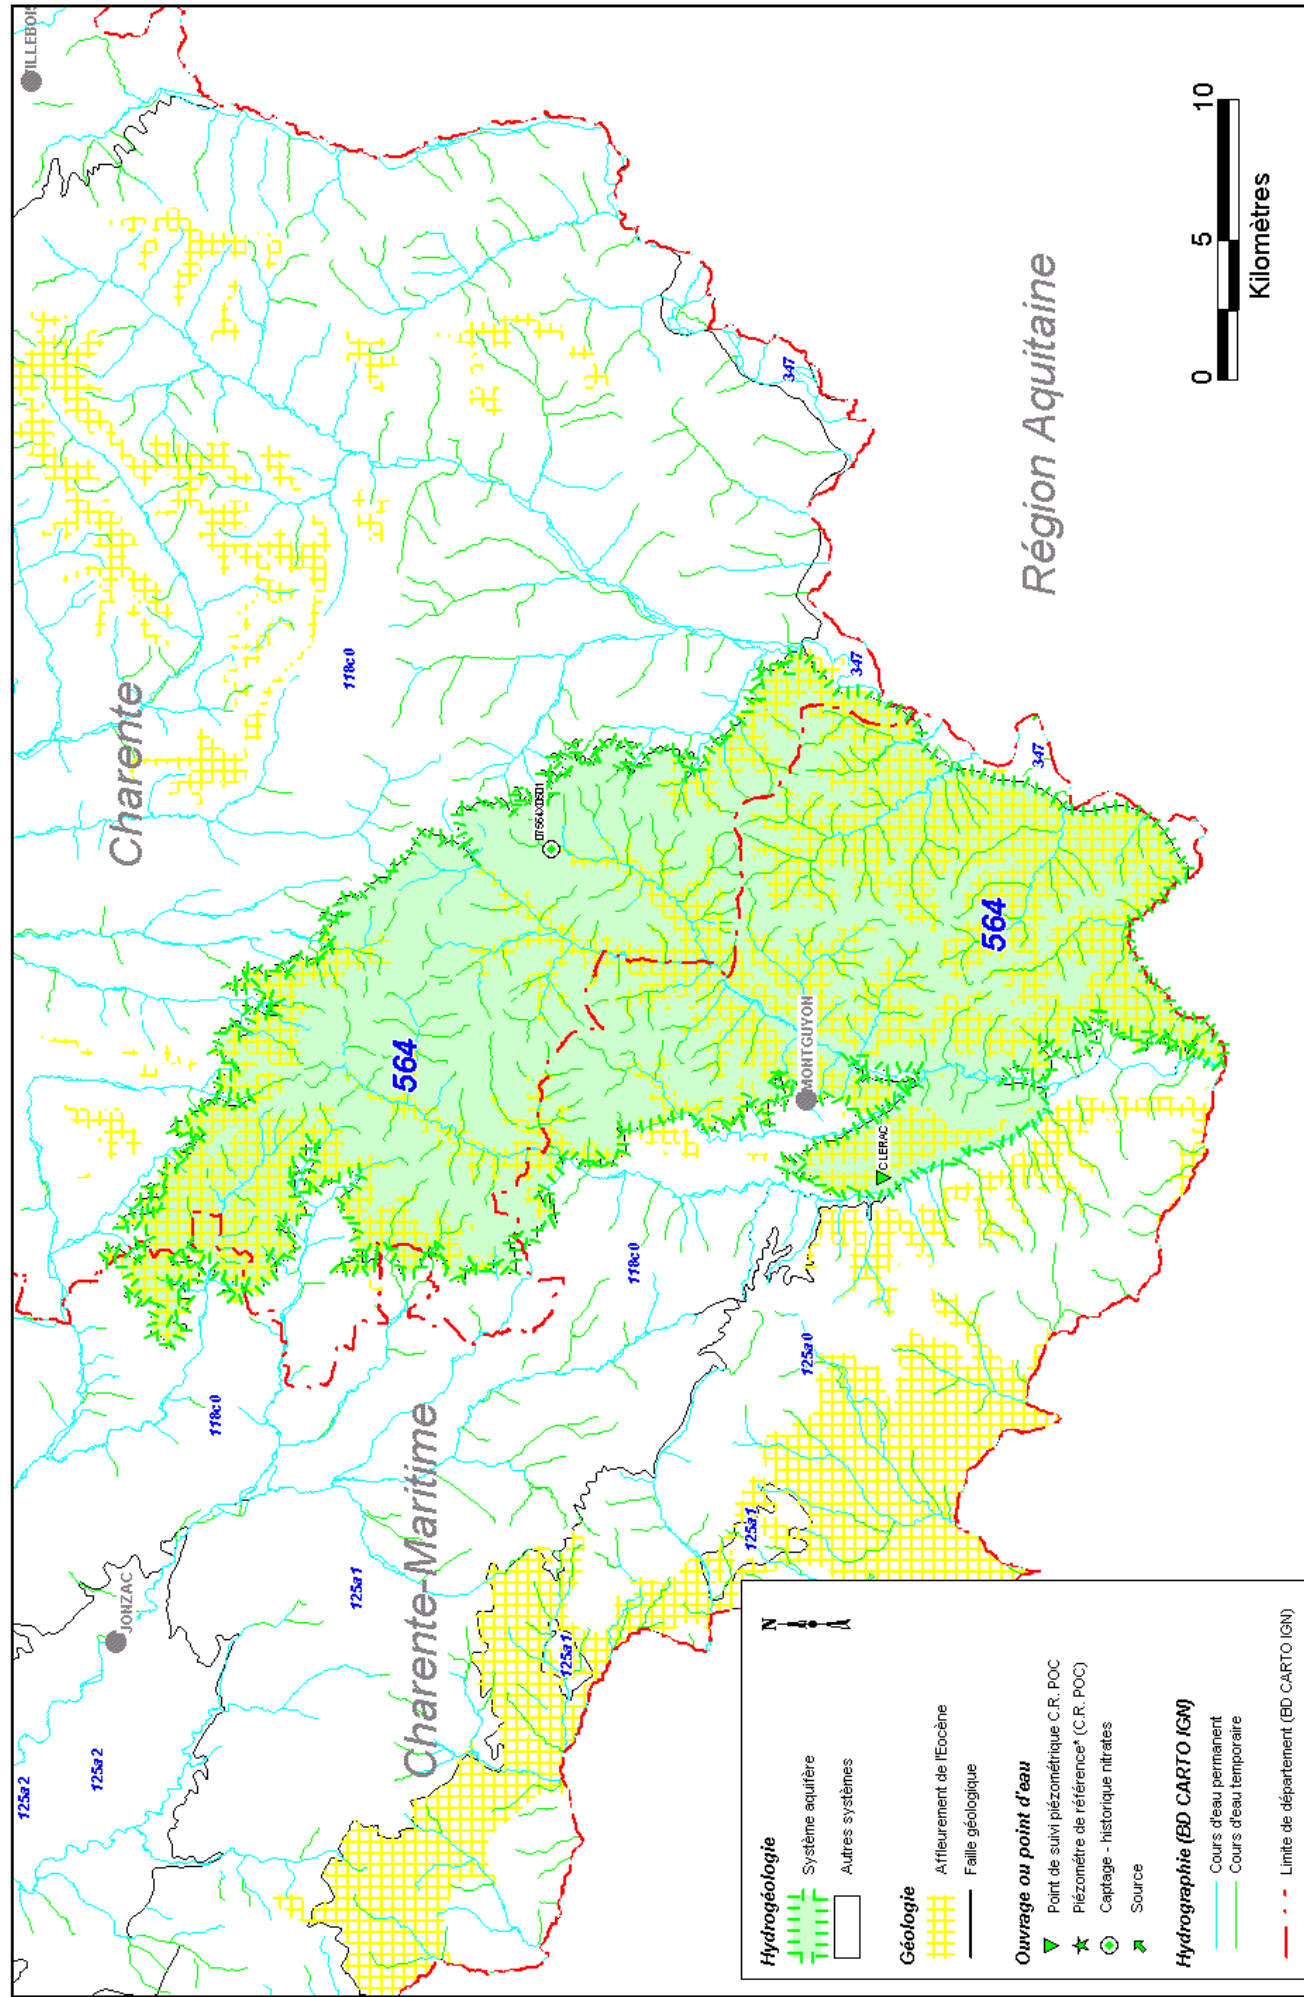 ILLEBOIS
JONZAC
Charente
Charente-Maritime
Région Aquitaine
125a2
125a2
125a1
118c0
118c0
118c0
125a1
125a1
125a0
564
564
347
347
347
MONTGUYON
CLERAC
0 5 10
Kilomètres
N
Hydrogéologie
Système aquifère
Autres systèmes
Géologie
Affleurement de l'Eocène
Faille géologique
Ouvrage ou point d'eau
Point de suivi piézométrique C.R. POC
Piézomètre de référence* (C.R. POC)
Captage - historique nitrates
Source
Hydrographie (BD CARTO IGN)
Cours d'eau permanent
Cours d'eau temporaire
Limite de département (BD CARTO IGN)